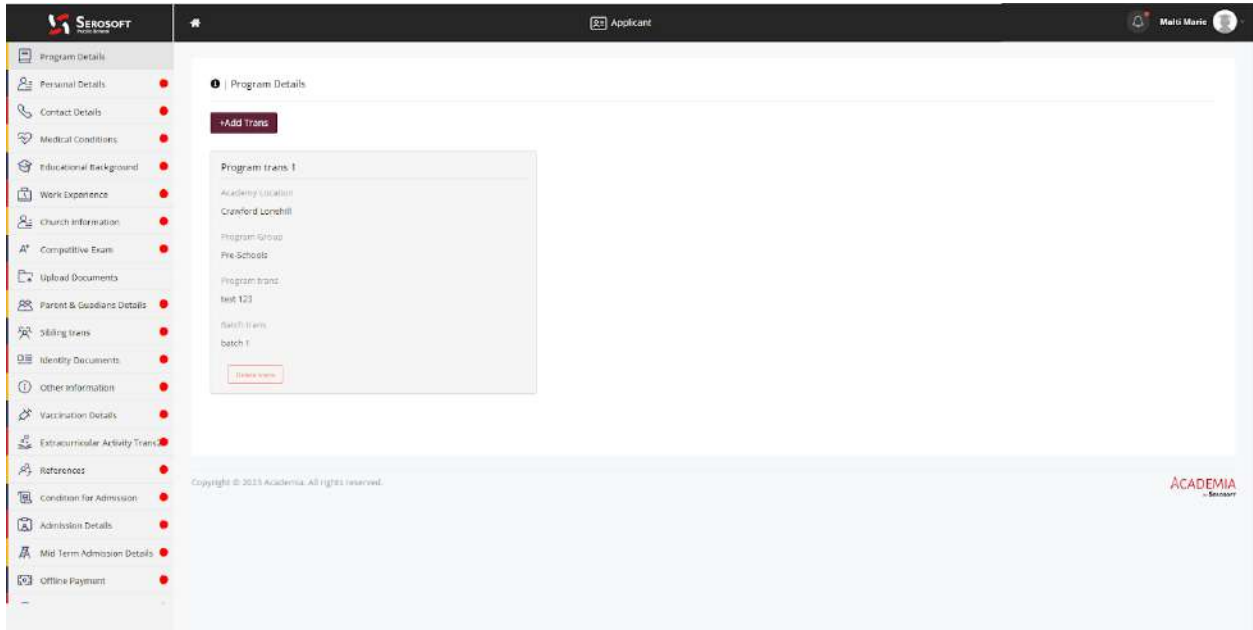 SEROSOFT
Applicant
Malti Marie
Program Details
Personal Details
Contact Details
Medical Conditions
Educational Background
Work Experience
Church Information
A+ Competitive Exam
Upload Documents
Parent & Guadians Details
Sibling trans
Identity Documents
Other Information
Vaccination Details
Extracurricular Activity Trans
References
Condition for Admission
Admission Details
Mid Term Admission Details
Offline Payment
| Program Details
+Add Trans
Program trans 1
Academy Location
Crawford Lonehill
Program Group
Pre-Schools
Program trans
test 123
Batch trans
batch 1
Delete trans
Copyright © 2023 Academia. All rights reserved.
ACADEMIA
by SEROSOFT